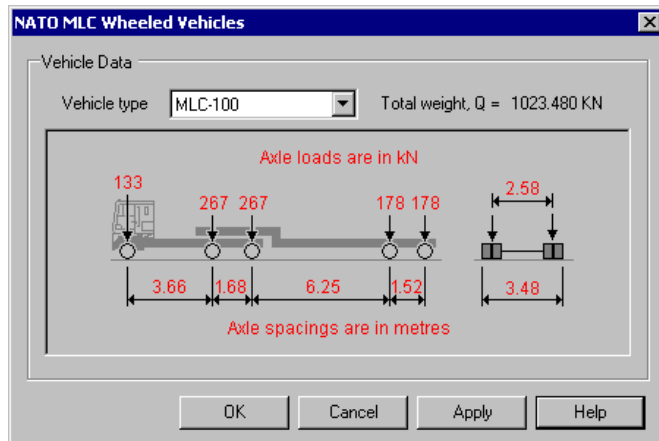 NATO MLC Wheeled Vehicles
Vehicle Data
Vehicle type MLC-100 Total weight, Q = 1023.480 KN
Axle loads are in kN
133
267 267 178 178 2.58
3.66 1.68 6.25 1.52 3.48
Axle spacings are in metres
OK Cancel Apply Help